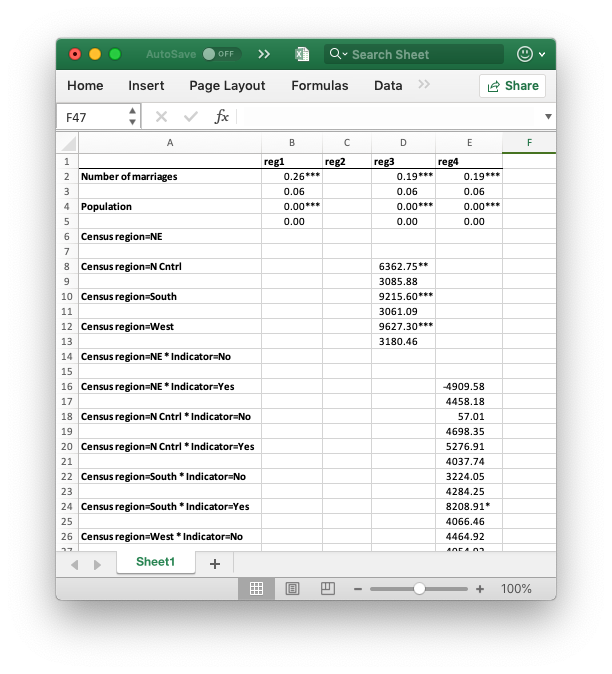 AutoSave OFF Search Sheet
Home Insert Page Layout Formulas Data Share
F47 fx
A B C D E F
1 reg1 reg2 reg3 reg4
2 Number of marriages 0.26*** 0.19*** 0.19***
3 0.06 0.06 0.06
4 Population 0.00*** 0.00*** 0.00***
5 0.00 0.00 0.00
6 Census region=NE
7
8 Census region=N Cntrl 6362.75**
9 3085.88
10 Census region=South 9215.60***
11 3061.09
12 Census region=West 9627.30***
13 3180.46
14 Census region=NE * Indicator=No
15
16 Census region=NE * Indicator=Yes -4909.58
17 4458.18
18 Census region=N Cntrl * Indicator=No 57.01
19 4698.35
20 Census region=N Cntrl * Indicator=Yes 5276.91
21 4037.74
22 Census region=South * Indicator=No 3224.05
23 4284.25
24 Census region=South * Indicator=Yes 8208.91*
25 4066.46
26 Census region=West * Indicator=No 4464.92
Sheet1 +
− + 100%